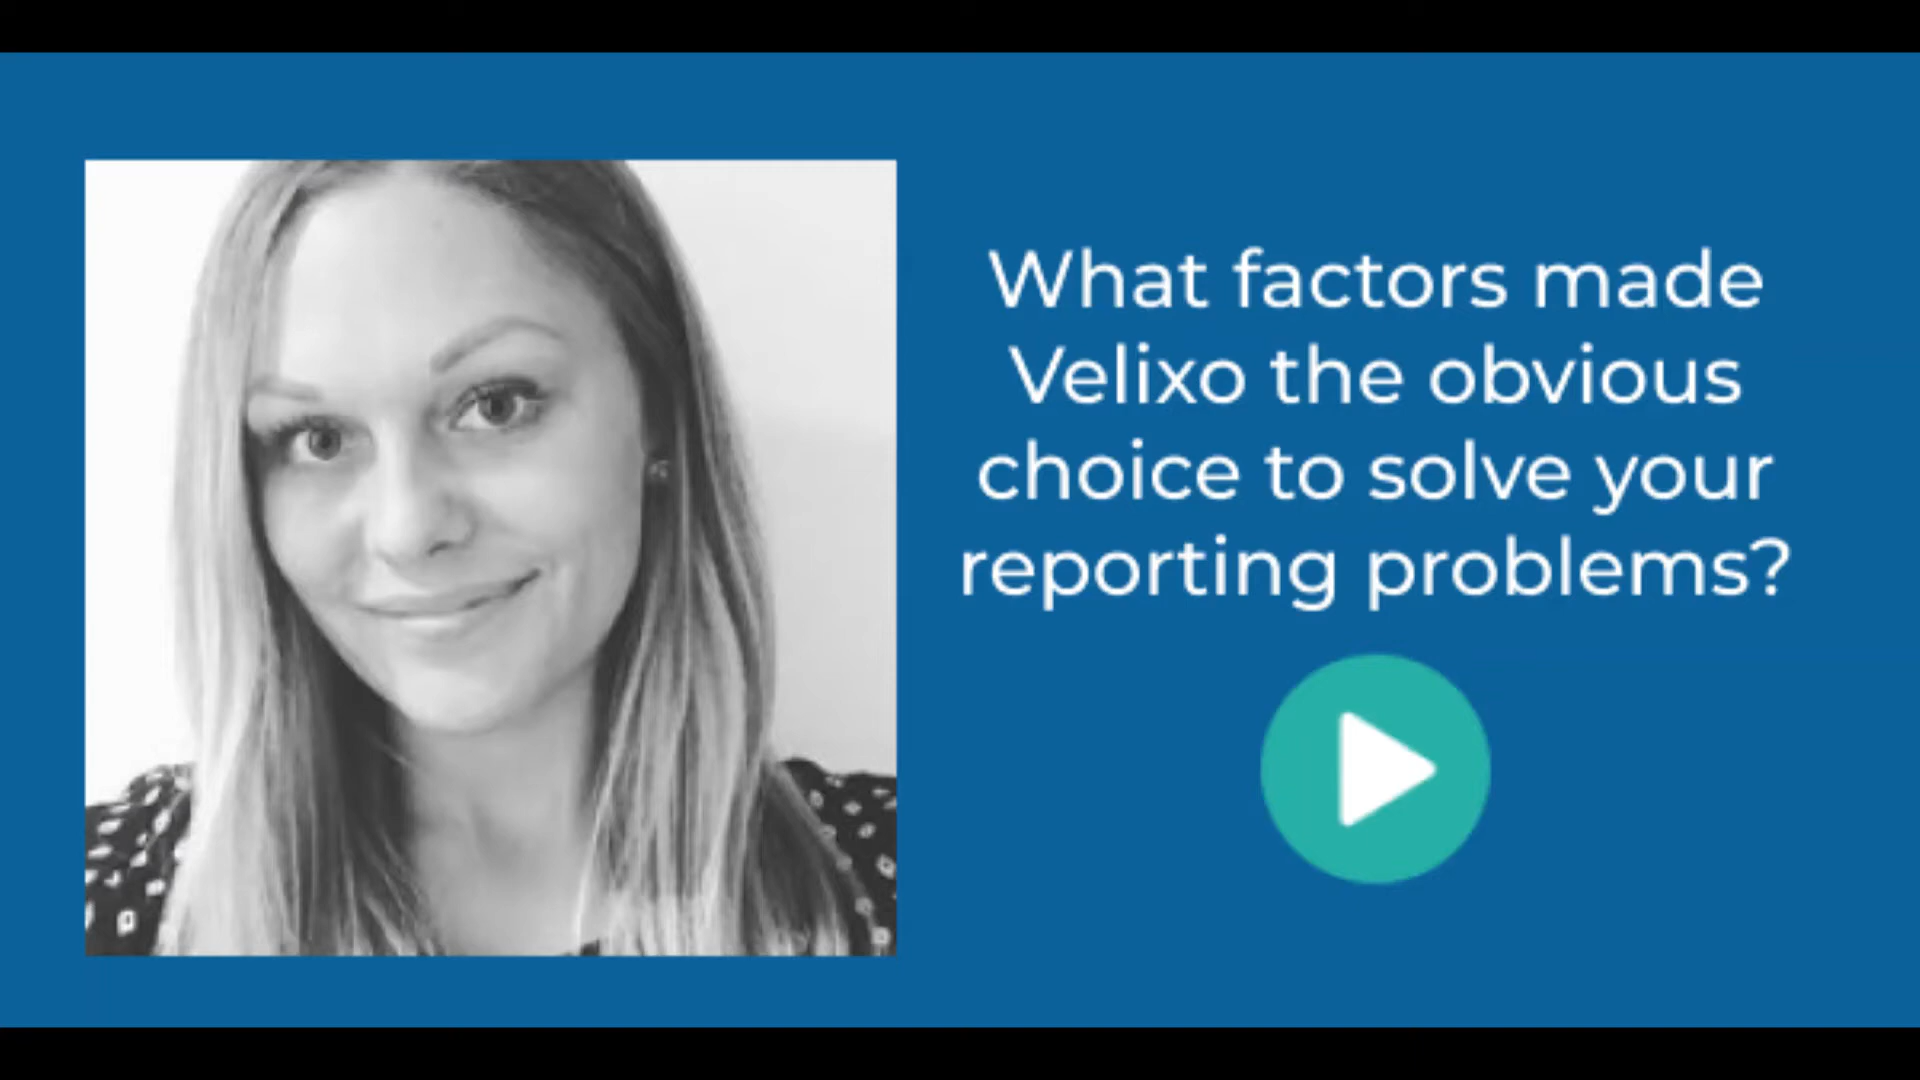 What factors made
Velixo the obvious
choice to solve your
reporting problems?